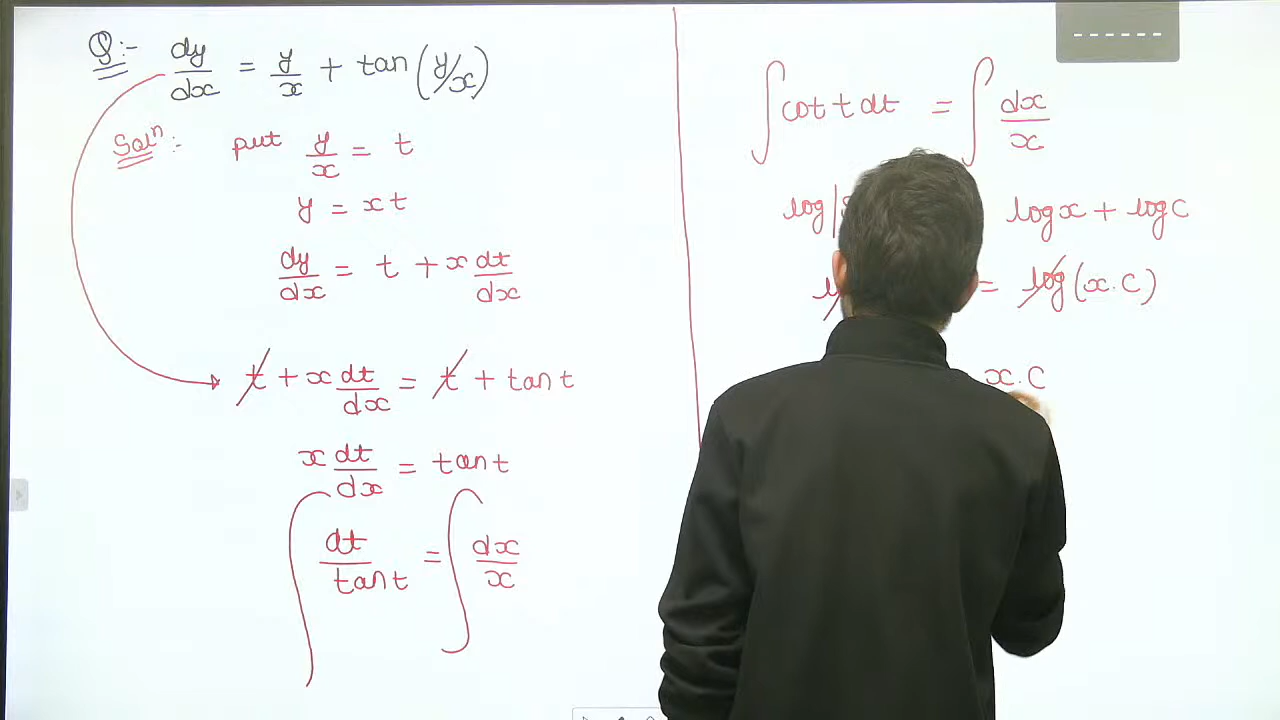 Q:- dy/dx = y/x + tan(y/x)
Solⁿ:- put y/x = t
y = xt
dy/dx = t + x dt/dx
t + x dt/dx = t + tan t
x dt/dx = tan t
∫ dt/tan t = ∫ dx/x
∫ cot t dt = ∫ dx/x
log| log x + log c
= log (x.c)
x.c